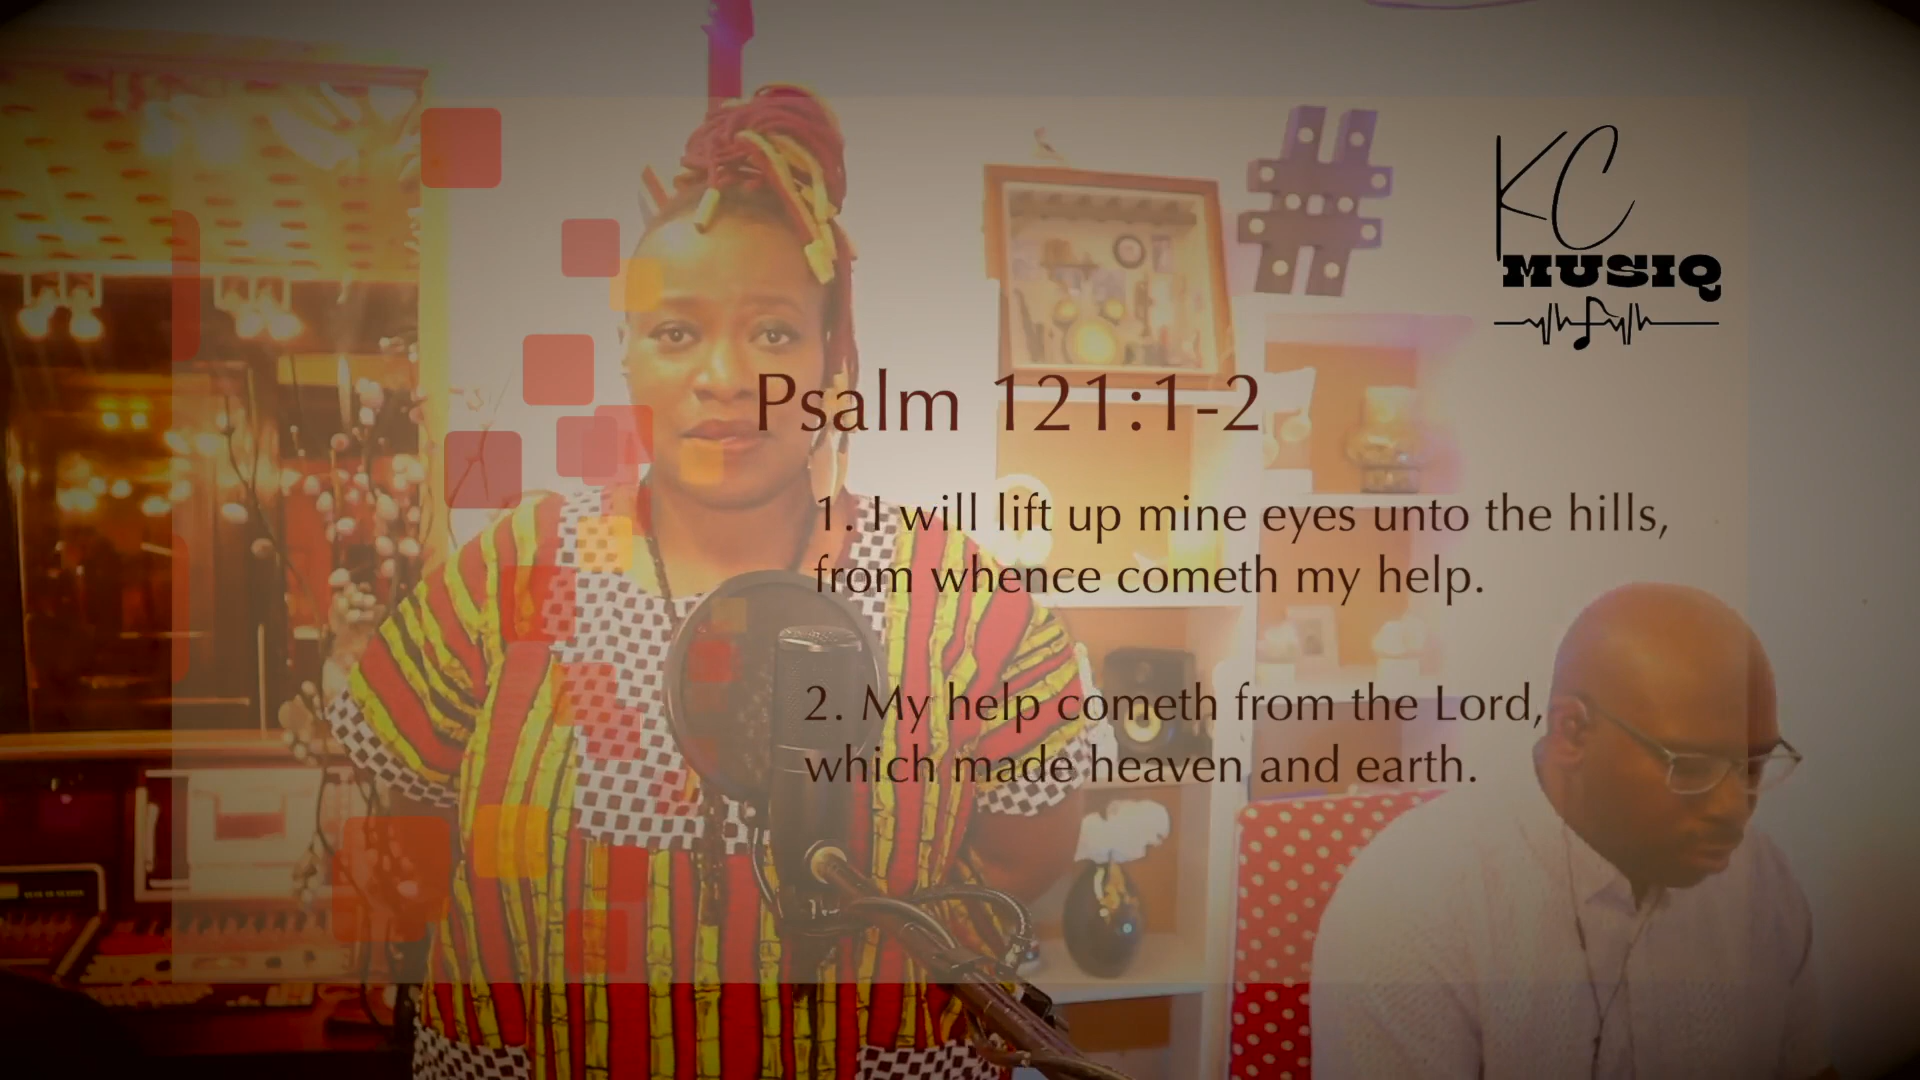 KC
MUSIQ
Psalm 121:1-2
1. I will lift up mine eyes unto the hills,
from whence cometh my help.
2. My help cometh from the Lord,
which made heaven and earth.